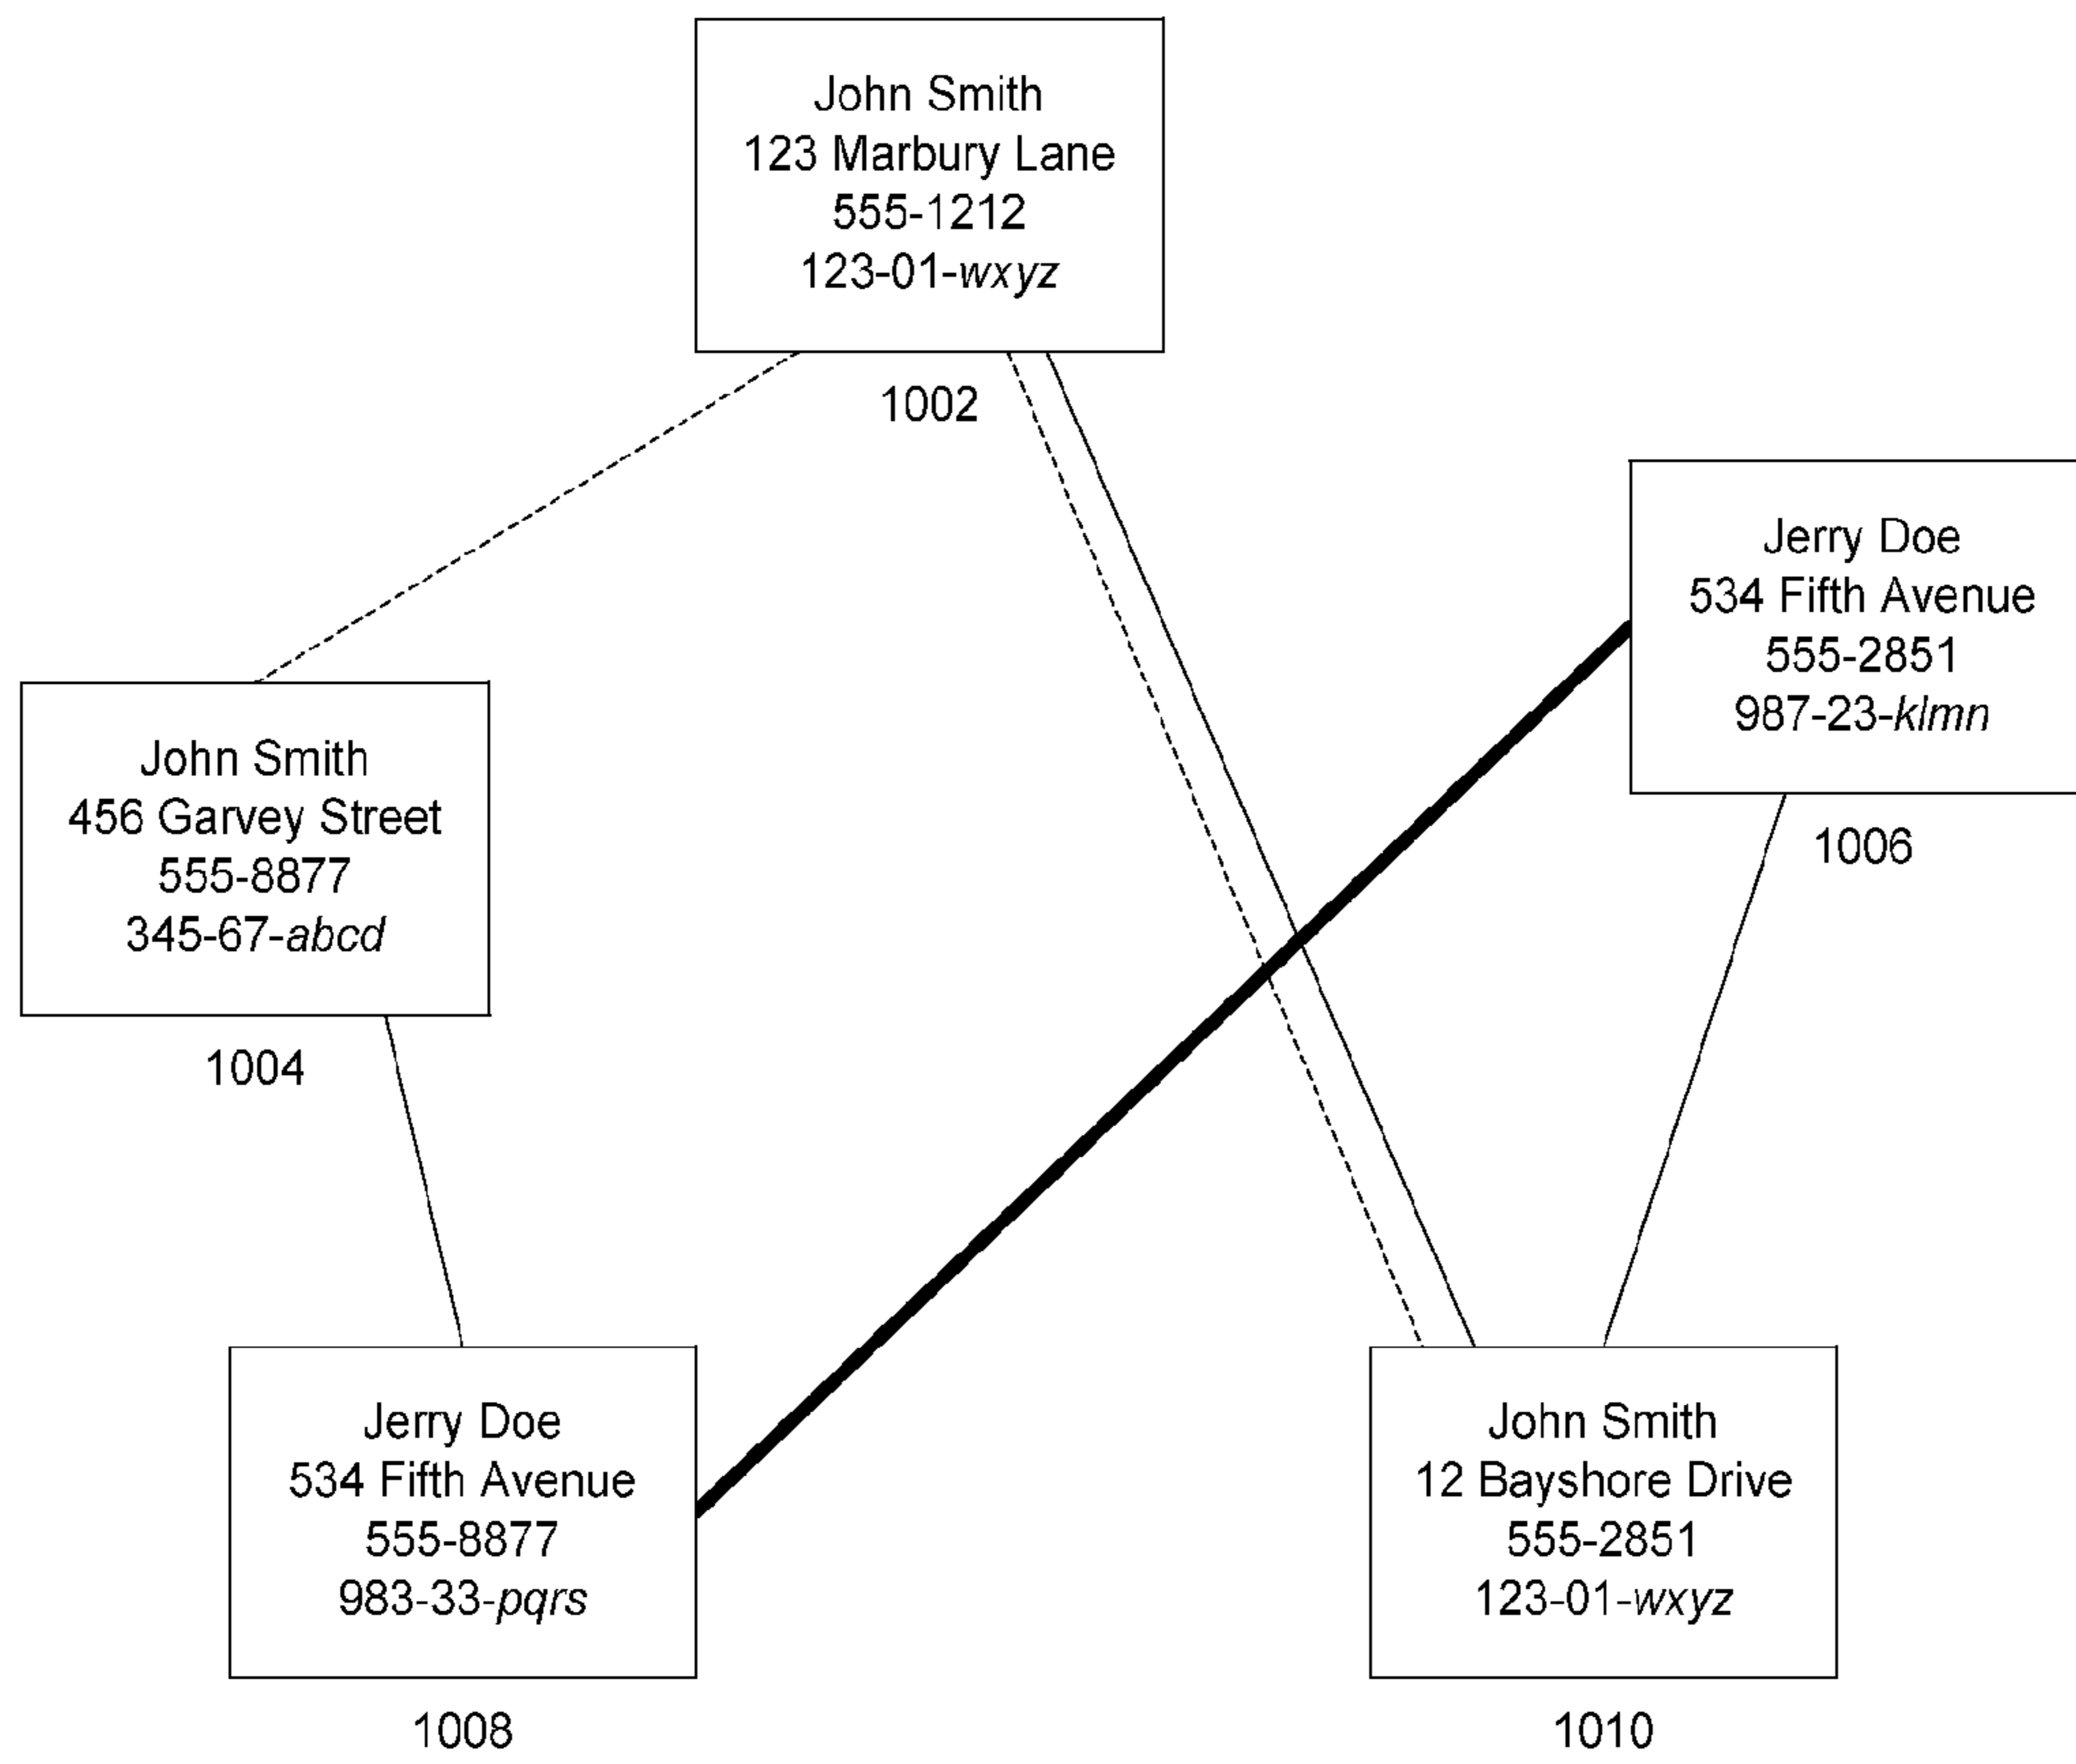 John Smith
123 Marbury Lane
555-1212
123-01-wxyz
1002
Jerry Doe
534 Fifth Avenue
555-2851
987-23-klmn
1006
John Smith
456 Garvey Street
555-8877
345-67-abcd
1004
Jerry Doe
534 Fifth Avenue
555-8877
983-33-pqrs
1008
John Smith
12 Bayshore Drive
555-2851
123-01-wxyz
1010